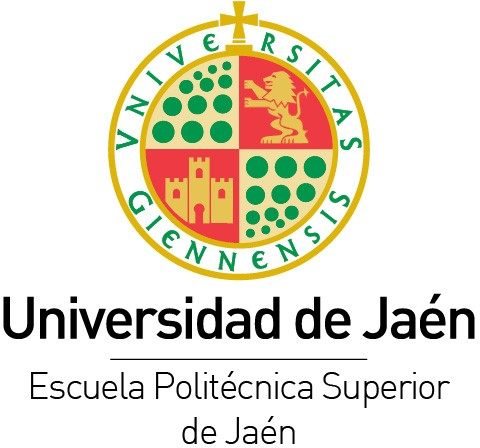 VNIVERSITAS
GIENNENSIS
Universidad de Jaén
Escuela Politécnica Superior
de Jaén